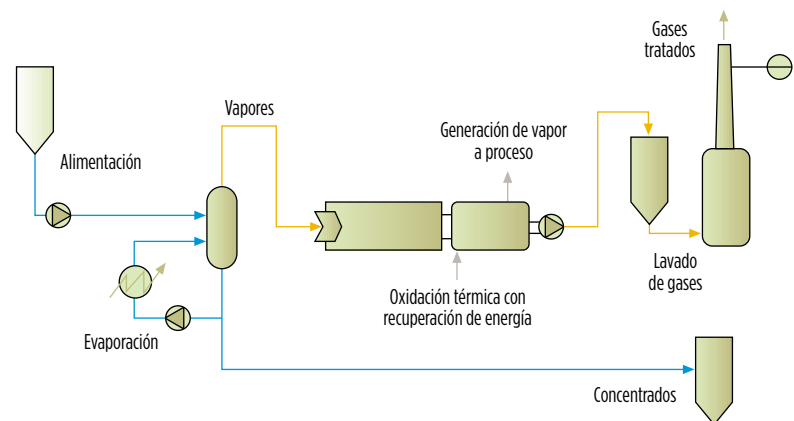 Gases
tratados
Vapores
Generación de vapor
a proceso
Alimentación
Lavado
de gases
Oxidación térmica con
recuperación de energía
Evaporación
Concentrados